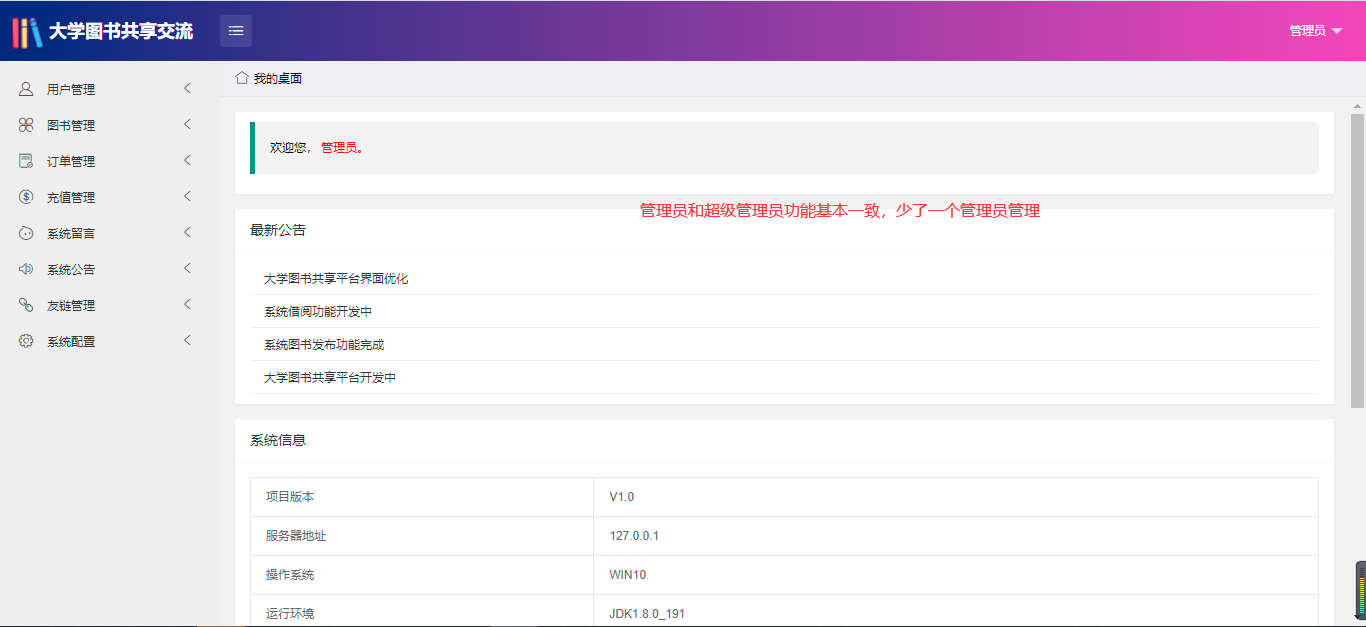 大学图书共享交流
管理员
用户管理
图书管理
订单管理
充值管理
系统留言
系统公告
友链管理
系统配置
我的桌面
欢迎您， 管理员。
管理员和超级管理员功能基本一致，少了一个管理员管理
最新公告
大学图书共享平台界面优化
系统借阅功能开发中
系统图书发布功能完成
大学图书共享平台开发中
系统信息
项目版本 V1.0
服务器地址 127.0.0.1
操作系统 WIN10
运行环境 JDK1.8.0_191